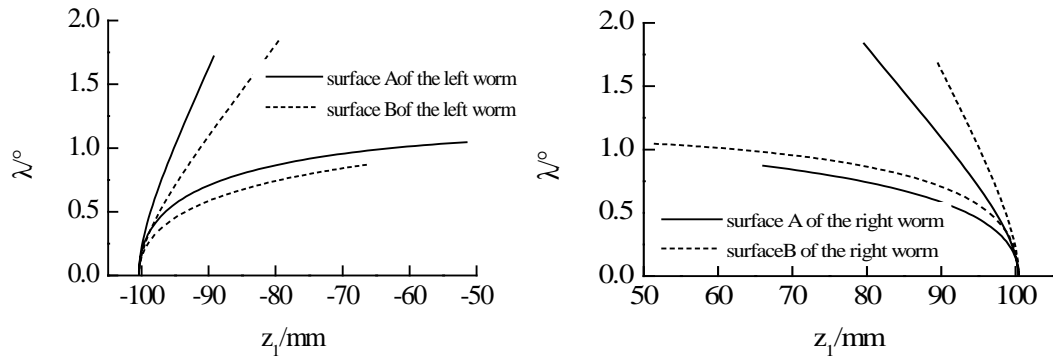 2.0
1.5
1.0
0.5
0.0
λ/°
surface Aof the left worm
surface Bof the left worm
-100
-90
-80
-70
-60
-50
z1/mm
2.0
1.5
1.0
0.5
0.0
λ/°
surface A of the right worm
surfaceB of the right worm
50
60
70
80
90
100
z1/mm